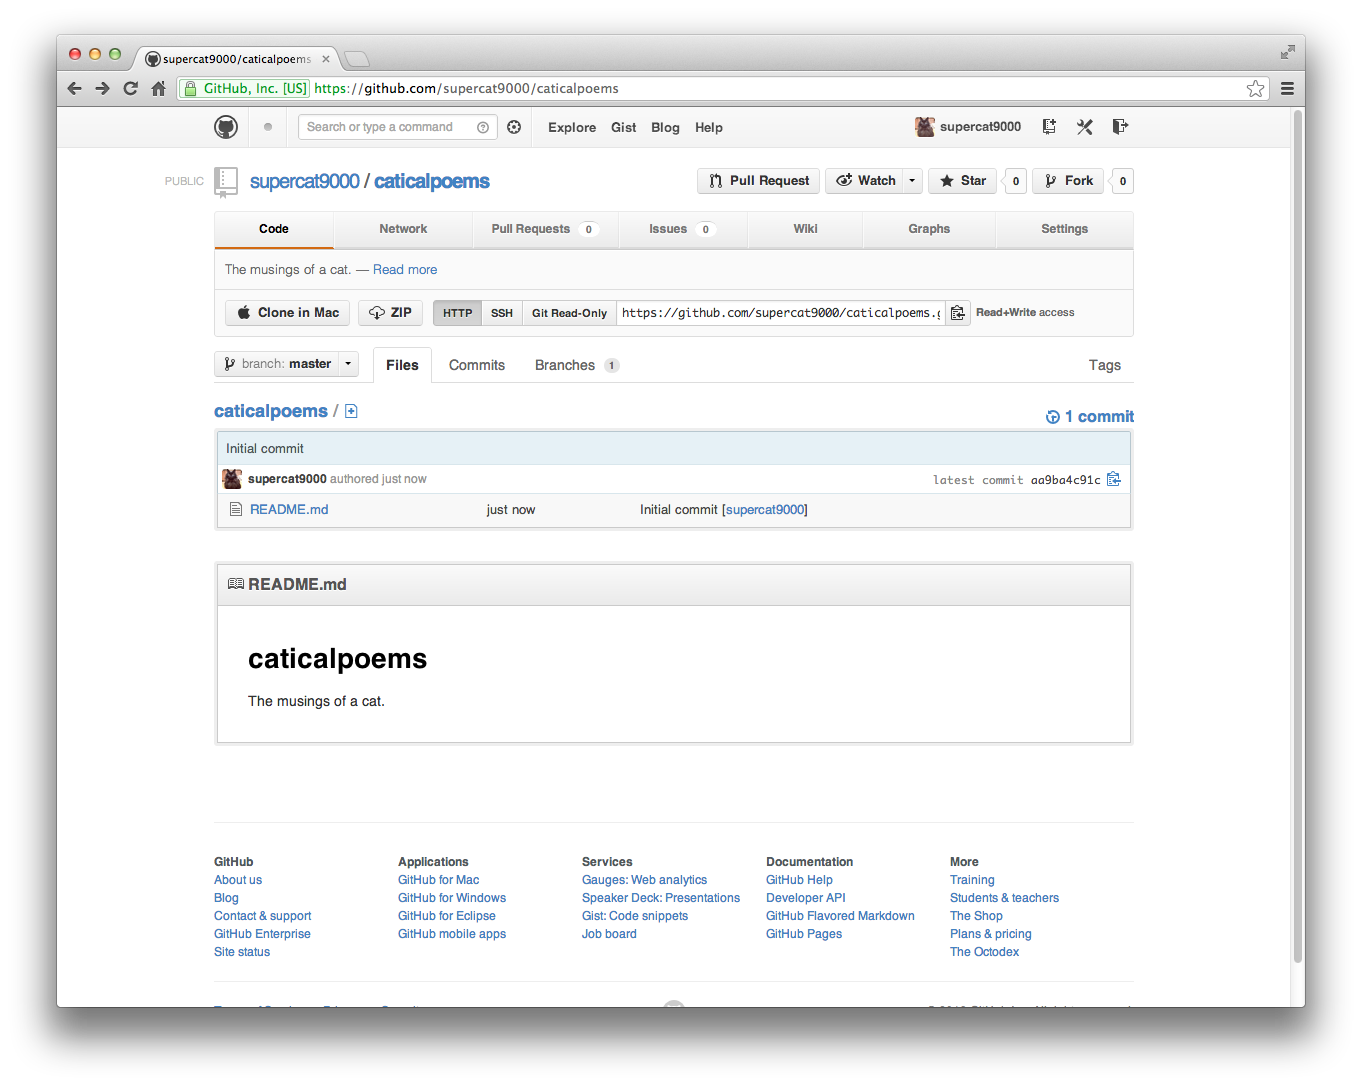 supercat9000/caticalpoems
GitHub, Inc. [US] https://github.com/supercat9000/caticalpoems
Search or type a command Explore Gist Blog Help supercat9000
PUBLIC supercat9000 / caticalpoems Pull Request Watch Star 0 Fork 0
Code Network Pull Requests 0 Issues 0 Wiki Graphs Settings
The musings of a cat. — Read more
Clone in Mac ZIP HTTP SSH Git Read-Only https://github.com/supercat9000/caticalpoems.g Read+Write access
branch: master Files Commits Branches 1 Tags
caticalpoems / 1 commit
Initial commit
supercat9000 authored just now latest commit aa9ba4c91c
README.md just now Initial commit [supercat9000]
README.md
caticalpoems
The musings of a cat.
GitHub Applications Services Documentation More
About us GitHub for Mac Gauges: Web analytics GitHub Help Training
Blog GitHub for Windows Speaker Deck: Presentations Developer API Students & teachers
Contact & support GitHub for Eclipse Gist: Code snippets GitHub Flavored Markdown The Shop
GitHub Enterprise GitHub mobile apps Job board GitHub Pages Plans & pricing
Site status The Octodex